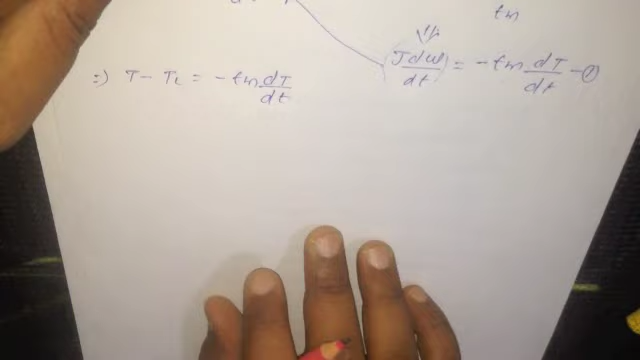 tm
J dω/dt = -tm dT/dt -①
=) T - TL = -tm dT/dt